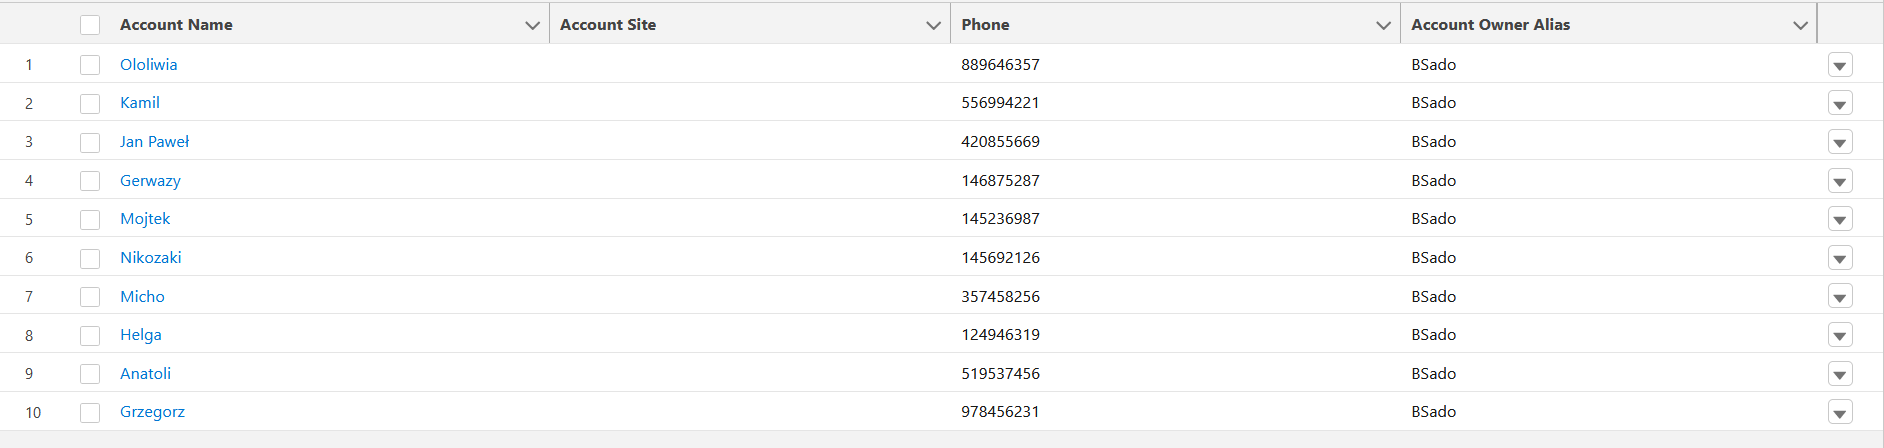 Account Name Account Site Phone Account Owner Alias
1 Ololiwia 889646357 BSado
2 Kamil 556994221 BSado
3 Jan Paweł 420855669 BSado
4 Gerwazy 146875287 BSado
5 Mojtek 145236987 BSado
6 Nikozaki 145692126 BSado
7 Micho 357458256 BSado
8 Helga 124946319 BSado
9 Anatoli 519537456 BSado
10 Grzegorz 978456231 BSado